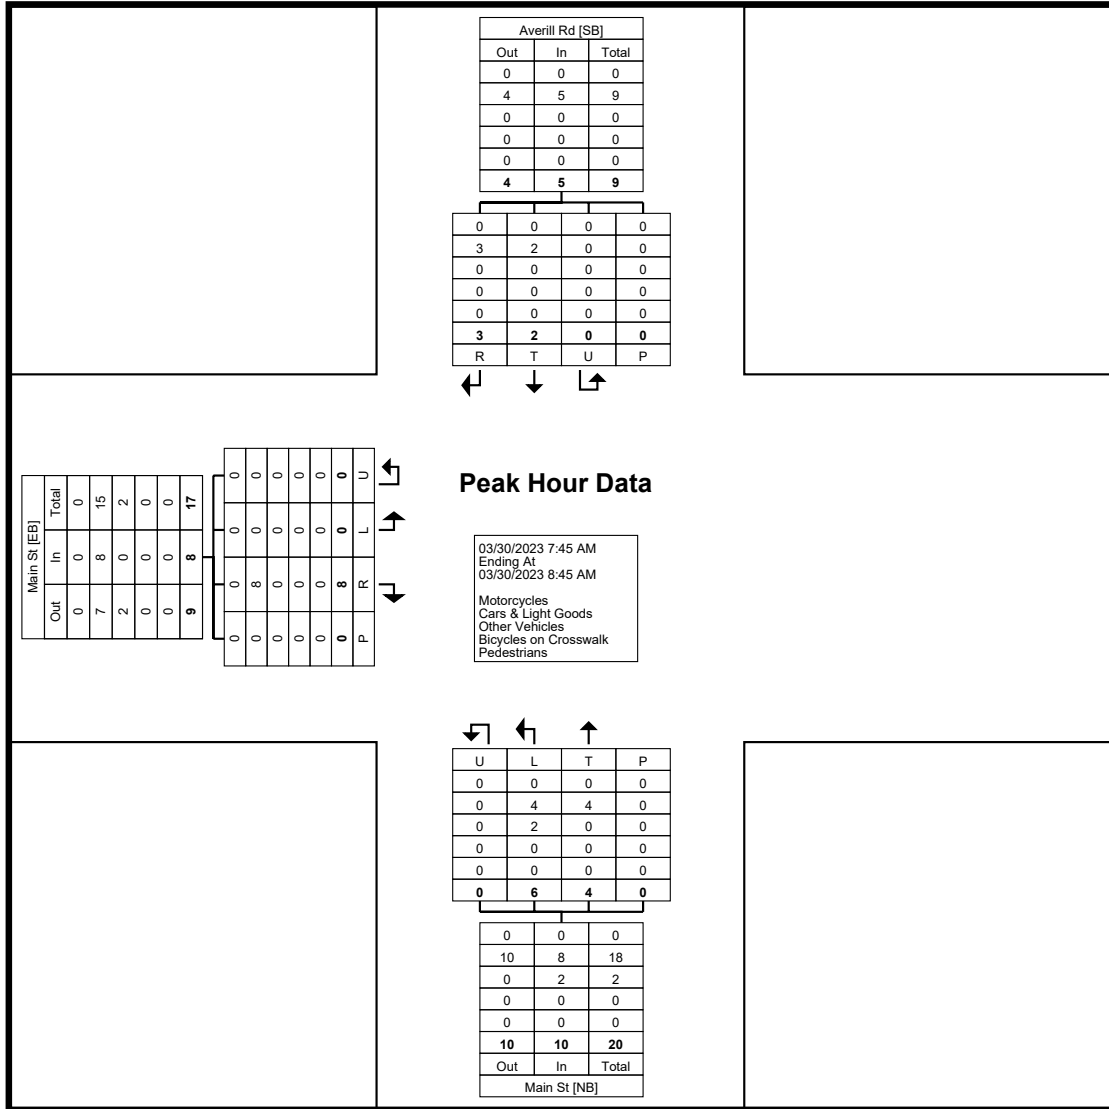 Averill Rd [SB]
Out In Total
0 0 0
4 5 9
0 0 0
0 0 0
0 0 0
4 5 9
0 0 0 0
3 2 0 0
0 0 0 0
0 0 0 0
0 0 0 0
3 2 0 0
R T U P
Main St [EB]
Out In Total
0 0 0
7 8 15
2 0 2
0 0 0
0 0 0
9 8 17
0 0 0 0 0 0 U
0 0 0 0 0 0 L
0 8 0 0 0 8 R
0 0 0 0 0 0 P
Peak Hour Data
03/30/2023 7:45 AM
Ending At
03/30/2023 8:45 AM
Motorcycles
Cars & Light Goods
Other Vehicles
Bicycles on Crosswalk
Pedestrians
U L T P
0 0 0 0
0 4 4 0
0 2 0 0
0 0 0 0
0 0 0 0
0 6 4 0
0 0 0
10 8 18
0 2 2
0 0 0
0 0 0
10 10 20
Out In Total
Main St [NB]